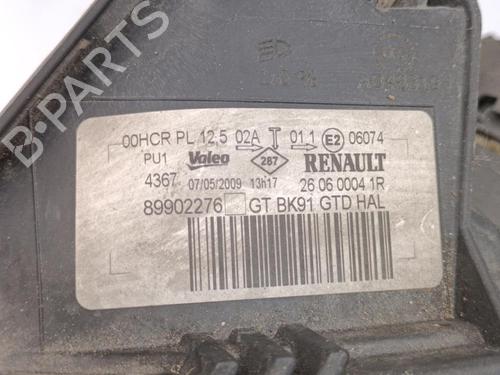 00HCR PL 12,5 02A 01.1 E2 06074
PU1 Valeo 287 RENAULT
4367 07/05/2009 13h17 26 06 0004 1R
89902276 GT BK91 GTD HAL
B-PARTS